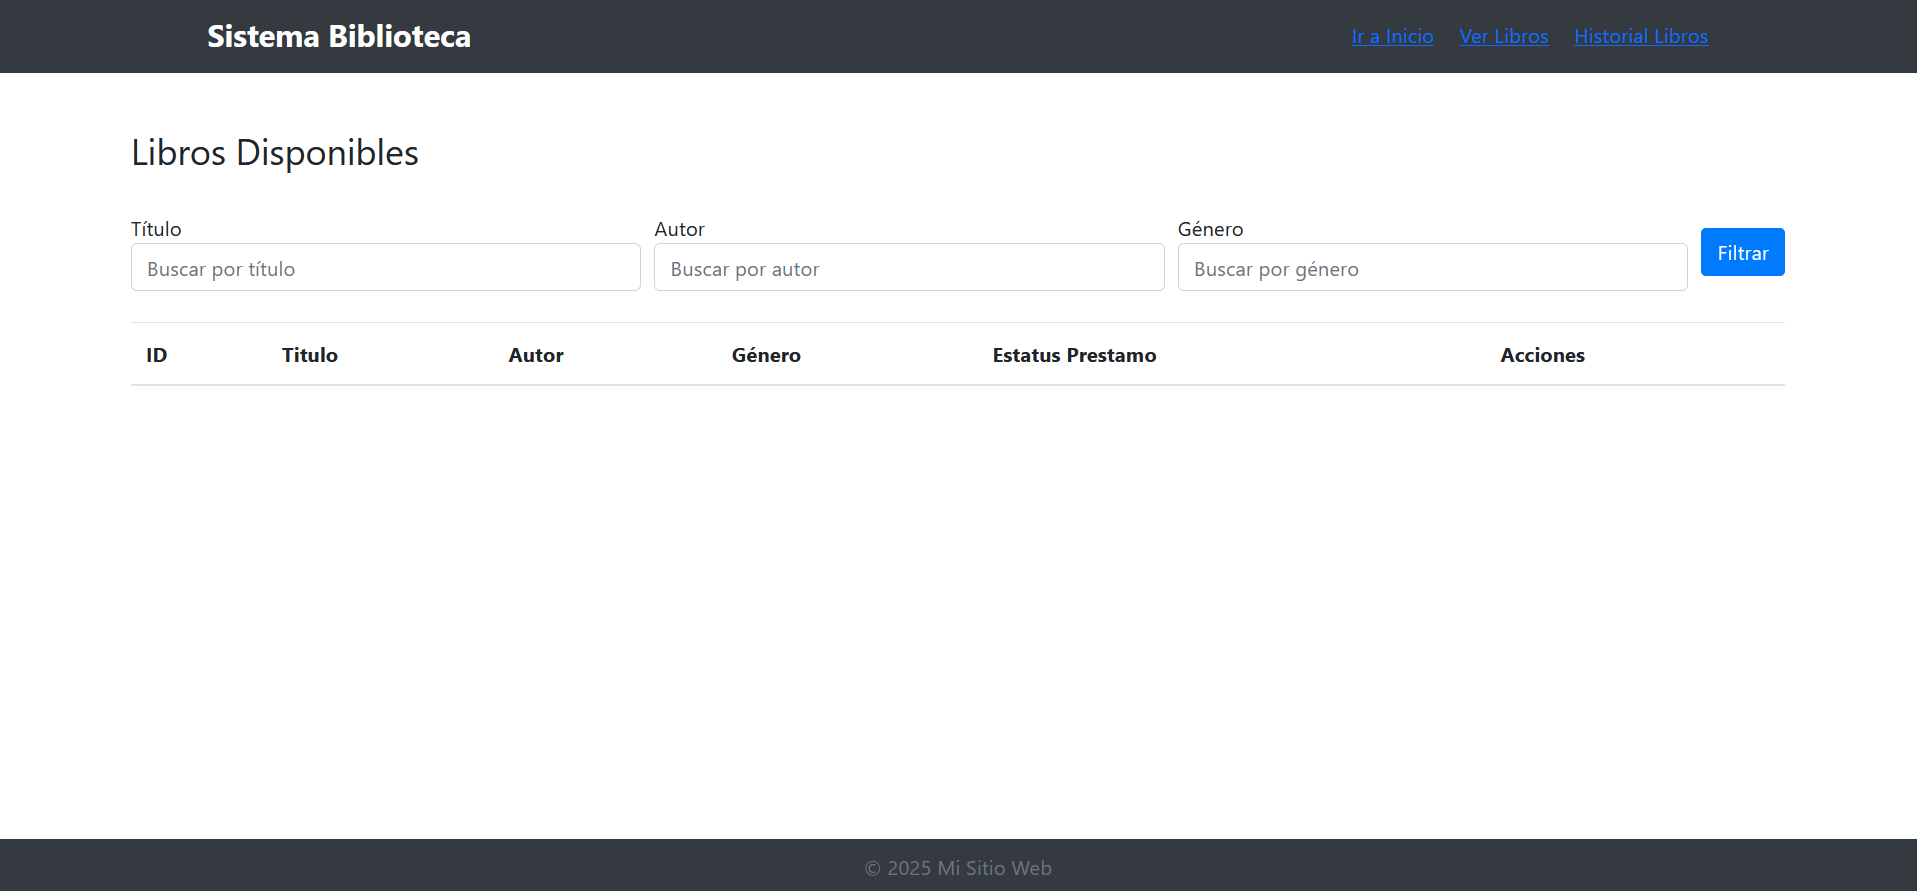 Sistema Biblioteca Ir a Inicio Ver Libros Historial Libros
Libros Disponibles
Título Autor Género
Buscar por título Buscar por autor Buscar por género Filtrar
ID Titulo Autor Género Estatus Prestamo Acciones
© 2025 Mi Sitio Web